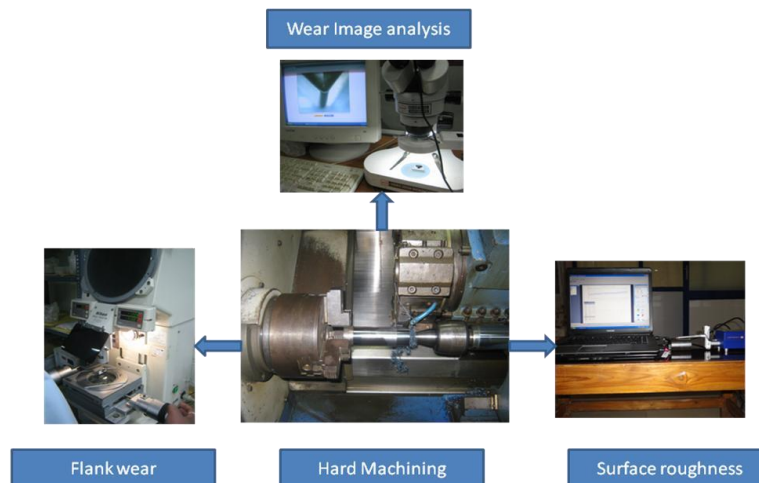 Wear Image analysis
Flank wear
Hard Machining
Surface roughness